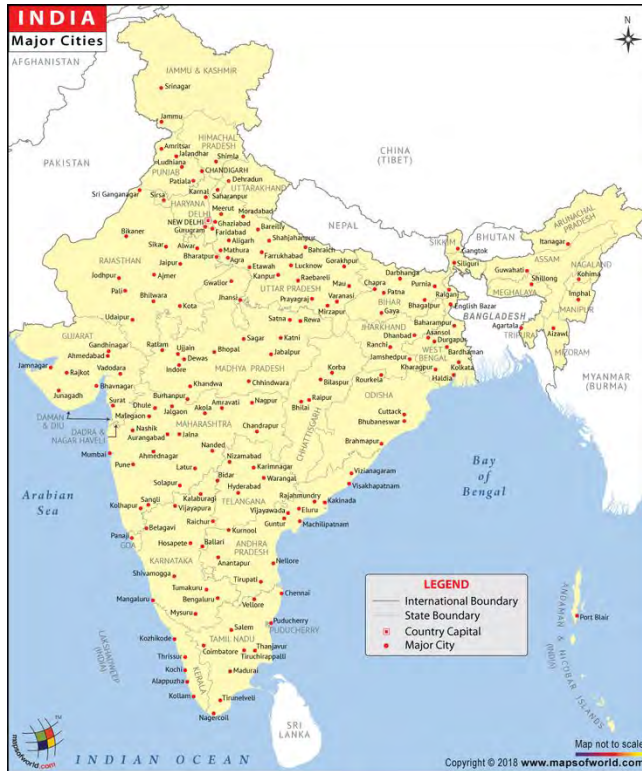 INDIA
Major Cities
N
AFGHANISTAN
JAMMU & KASHMIR
Srinagar
Jammu
HIMACHAL
PRADESH
Amritsar
Jalandhar
Shimla
Ludhiana
PUNJAB
CHANDIGARH
PAKISTAN
CHINA
(TIBET)
Patiala
Dehradun
UTTARAKHAND
Sri Ganganagar
Sirsa
Karnal
Saharanpur
HARYANA
Meerut
DELHI
Moradabad
NEW DELHI
Ghaziabad
Bareilly
Gurugram
Faridabad
NEPAL
SIKKIM
BHUTAN
ARUNACHAL
PRADESH
Bikaner
Sikar
Alwar
Aligarh
Shahjahanpur
Mathura
Bahraich
Gangtok
Itanagar
RAJASTHAN
Jaipur
Bharatpur
Agra
Farrukhabad
Etawah
Lucknow
Gorakhpur
Darbhanga
Siliguri
ASSAM
NAGALAND
Guwahati
Kohima
Jodhpur
Ajmer
Gwalior
Kanpur
Raebareli
Mau
Chapra
Patna
Purnia
Raiganj
Shillong
MEGHALAYA
Pali
Bhilwara
Kota
Jhansi
UTTAR PRADESH
Prayagraj
Varanasi
BIHAR
Bhagalpur
English Bazar
Imphal
MANIPUR
Mirzapur
Gaya
BANGLADESH
Udaipur
Satna
Rewa
JHARKHAND
Baharampur
Agartala
TRIPURA
Aizawl
MIZORAM
GUJARAT
Gandhinagar
Ahmedabad
Ratlam
Ujjain
Dewas
Bhopal
Sagar
Katni
Dhanbad
Asansol
Durgapur
Ranchi
WEST
BENGAL
Bardhaman
Jabalpur
Jamshedpur
Jamnagar
Rajkot
Vadodara
Indore
MADHYA PRADESH
Korba
Kharagpur
Kolkata
MYANMAR
(BURMA)
Bhavnagar
Khandwa
Chhindwara
Bilaspur
Rourkela
Haldia
Junagadh
Surat
Burhanpur
Raipur
ODISHA
DAMAN
& DIU
Dhule
Jalgaon
Akola
Amravati
Nagpur
Bhilai
Cuttack
Malegaon
Bhubaneswar
DADRA &
NAGAR HAVELI
Nashik
MAHARASHTRA
Aurangabad
Jalna
Chandrapur
CHHATTISGARH
Brahmapur
Mumbai
Ahmednagar
Nanded
Nizamabad
Pune
Latur
Karimnagar
Bidar
Warangal
Vizianagaram
Bay
of
Bengal
Arabian
Sea
Solapur
Hyderabad
Visakhapatnam
Sangli
Kalaburagi
Rajahmundry
Kakinada
Kolhapur
Vijayapura
TELANGANA
Vijayawada
Eluru
Raichur
Guntur
Machilipatnam
Belagavi
Kurnool
Panaji
GOA
Hosapete
Ballari
ANDHRA
PRADESH
KARNATAKA
Anantapur
Nellore
Shivamogga
Tirupati
Tumakuru
Mangaluru
Bengaluru
Chennai
Vellore
Mysuru
Puducherry
PUDUCHERRY
Salem
Kozhikode
TAMIL NADU
Coimbatore
Thanjavur
Tiruchirappalli
LAKSHADWEEP
(INDIA)
Thrissur
Kochi
Madurai
Alappuzha
KERALA
Kollam
Tirunelveli
Nagercoil
SRI
LANKA
LEGEND
International Boundary
State Boundary
Country Capital
Major City
Port Blair
ANDAMAN & NICOBAR ISLANDS
(INDIA)
INDIAN OCEAN
mapsofworld.com
TM
Map not to scale
Copyright © 2018 www.mapsofworld.com